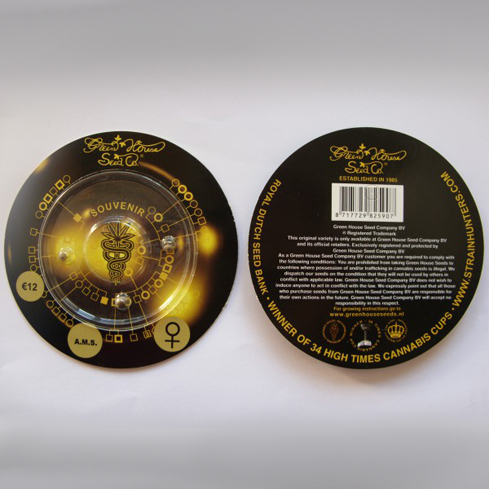 Green House
Seed Co.®
SOUVENIR
€12
A.M.S.
Green House
Seed Co.®
ESTABLISHED IN 1985
8 717729 825907
Green House Seed Company BV
® Registered Trademark
This original variety is only available at Green House Seed Company BV
and its official retailers. Exclusively registered and protected by
Green House Seed Company BV
As a Green House Seed Company BV customer you are required to comply with
the following conditions: You are prohibited from taking Green House Seeds to
countries where possession of and/or trafficking in cannabis seeds is illegal. We
dispatch our seeds on the condition that they will not be used by others in
conflict with applicable law. Green House Seed Company BV does not wish to
induce anyone to act in conflict with the law. We expressly point out that all those
who purchase seeds from Green House Seed Company BV are responsible for
their own actions in the future. Green House Seed Company BV will accept no
responsibility in this respect.
For growing instructions go to
www.greenhouseseeds.nl
ROYAL DUTCH SEED BANK • WINNER OF 34 HIGH TIMES CANNABIS CUPS • WWW.STRAINHUNTERS.COM